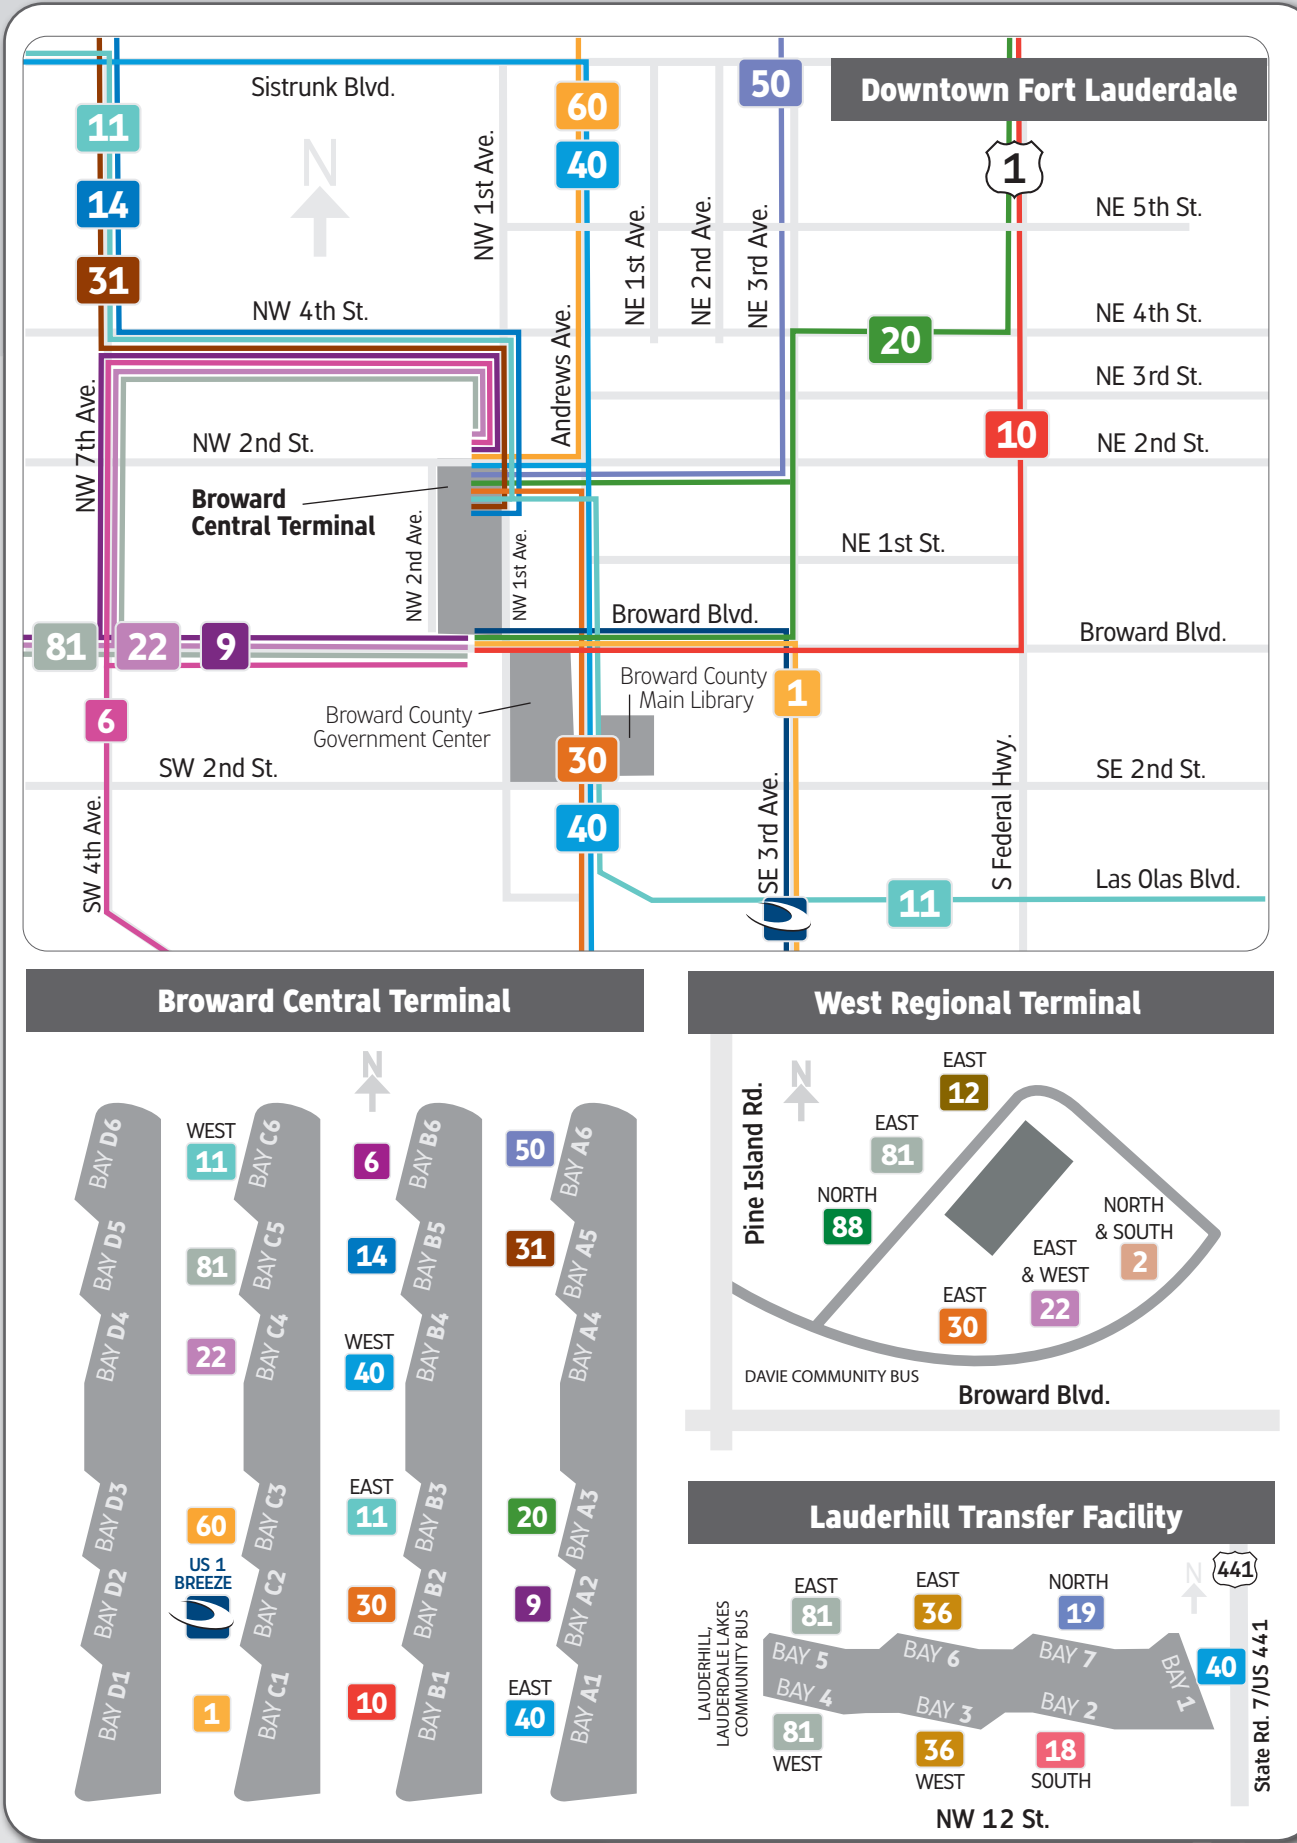 Downtown Fort Lauderdale
Sistrunk Blvd.
11
14
31
N
NW 1st Ave.
60
40
50
1
NE 1st Ave.
NE 2nd Ave.
NE 3rd Ave.
NE 5th St.
NW 4th St.
Andrews Ave.
20
NE 4th St.
NE 3rd St.
NW 7th Ave.
NW 2nd St.
10
NE 2nd St.
Broward
Central Terminal
NW 2nd Ave.
NW 1st Ave.
NE 1st St.
Broward Blvd.
Broward Blvd.
81
22
9
6
Broward County
Main Library
1
Broward County
Government Center
30
SW 2nd St.
SE 2nd St.
40
SW 4th Ave.
SE 3rd Ave.
S Federal Hwy.
Las Olas Blvd.
11
Broward Central Terminal
N
BAY D6
BAY D5
BAY D4
BAY D3
BAY D2
BAY D1
WEST
11
81
22
60
US 1
BREEZE
1
BAY C6
BAY C5
BAY C4
BAY C3
BAY C2
BAY C1
6
14
WEST
40
EAST
11
30
10
BAY B6
BAY B5
BAY B4
BAY B3
BAY B2
BAY B1
50
31
20
9
EAST
40
BAY A6
BAY A5
BAY A4
BAY A3
BAY A2
BAY A1
West Regional Terminal
Pine Island Rd.
N
EAST
12
EAST
81
NORTH
88
NORTH
& SOUTH
2
EAST
& WEST
22
EAST
30
DAVIE COMMUNITY BUS
Broward Blvd.
Lauderhill Transfer Facility
N
441
LAUDERHILL,
LAUDERDALE LAKES
COMMUNITY BUS
EAST
81
EAST
36
NORTH
19
BAY 5
BAY 6
BAY 7
BAY 1
40
BAY 4
BAY 3
BAY 2
81
WEST
36
WEST
18
SOUTH
State Rd. 7/US 441
NW 12 St.